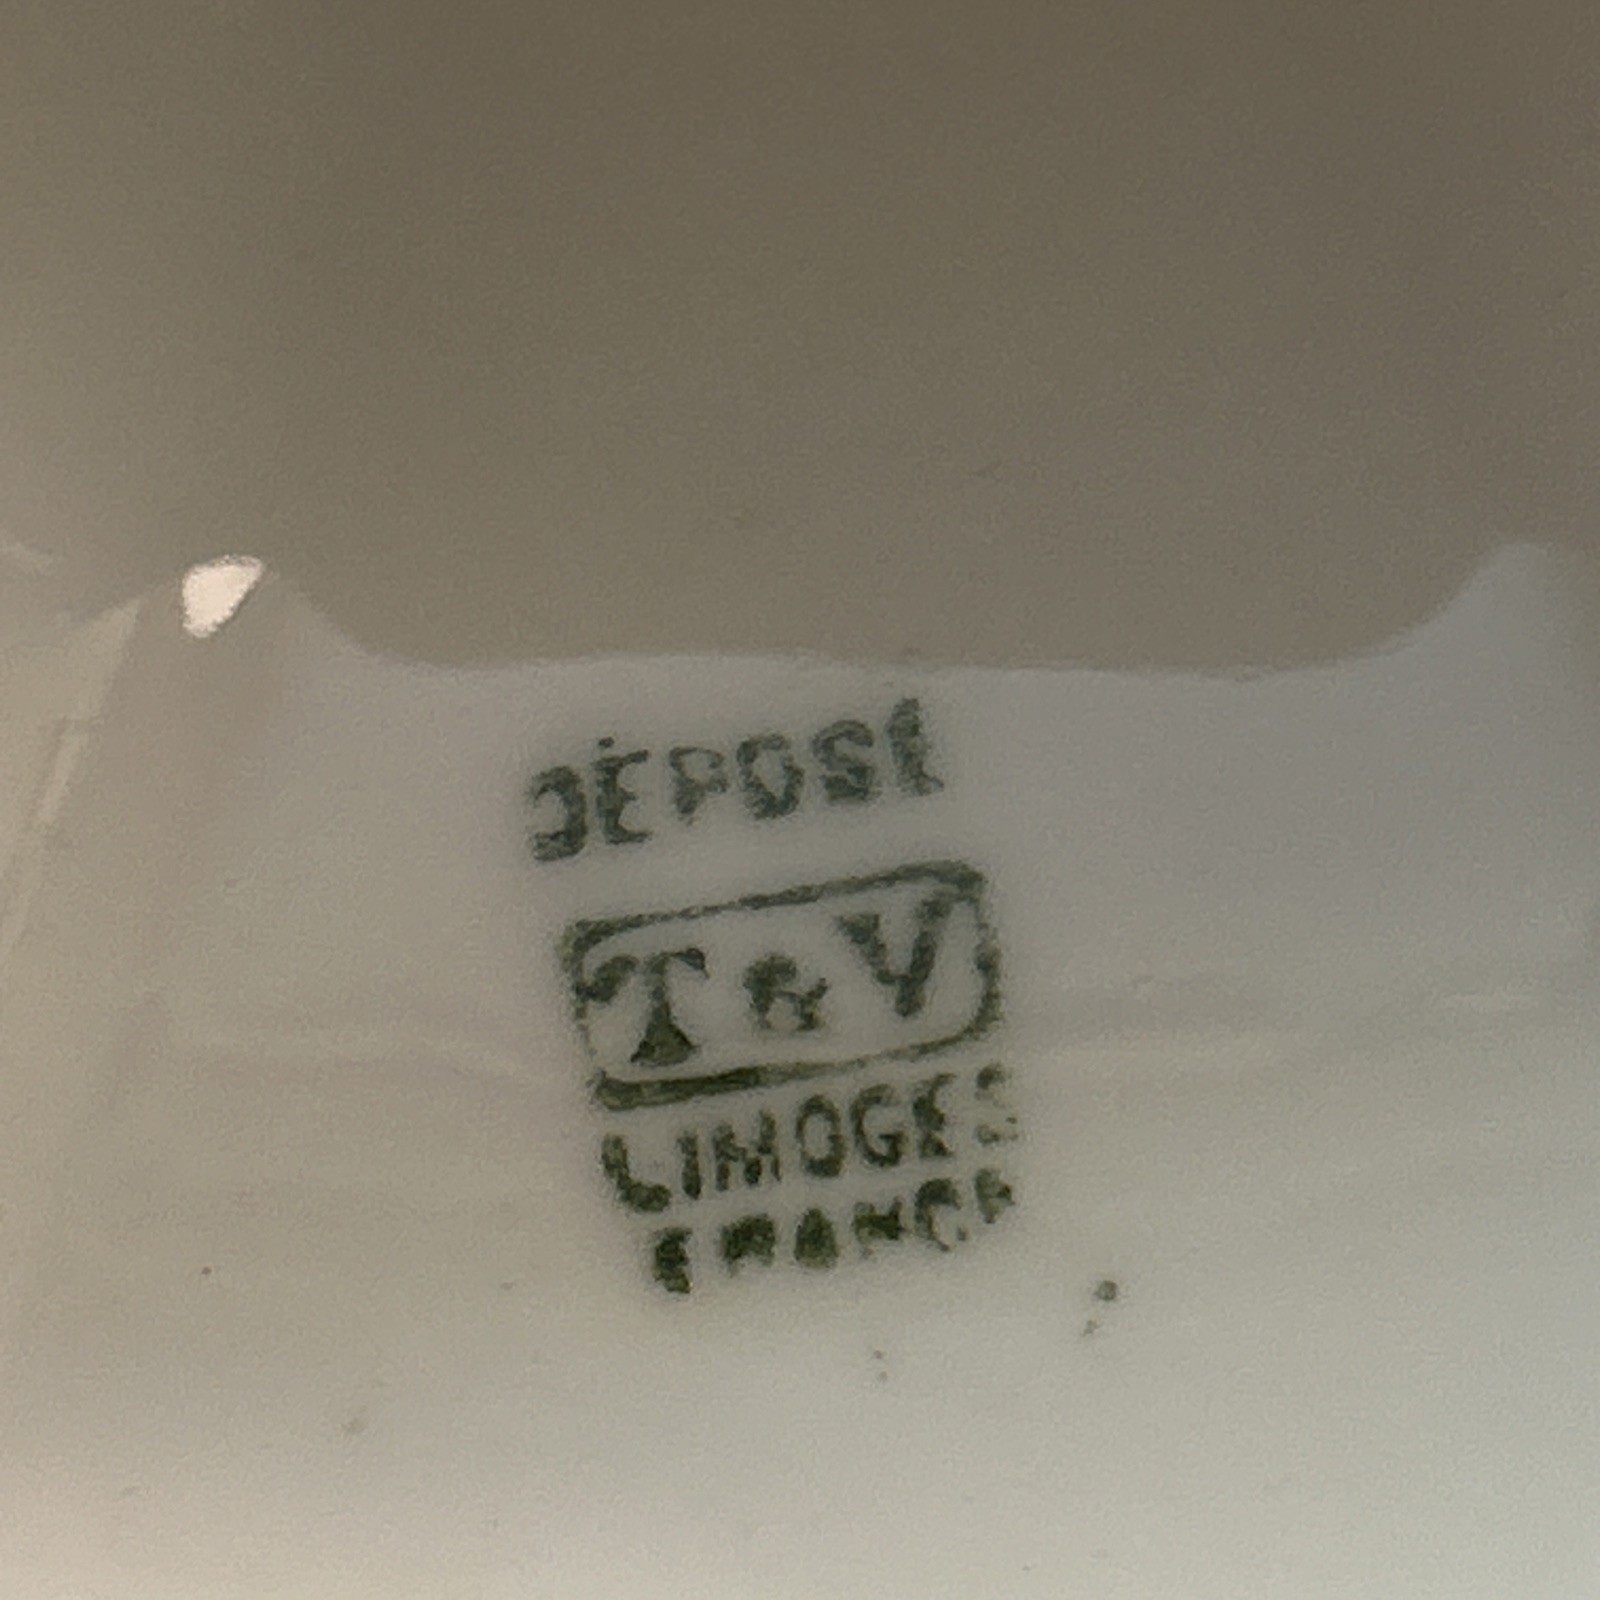 DÉPOSÉ
T & V
LIMOGES
FRANCE